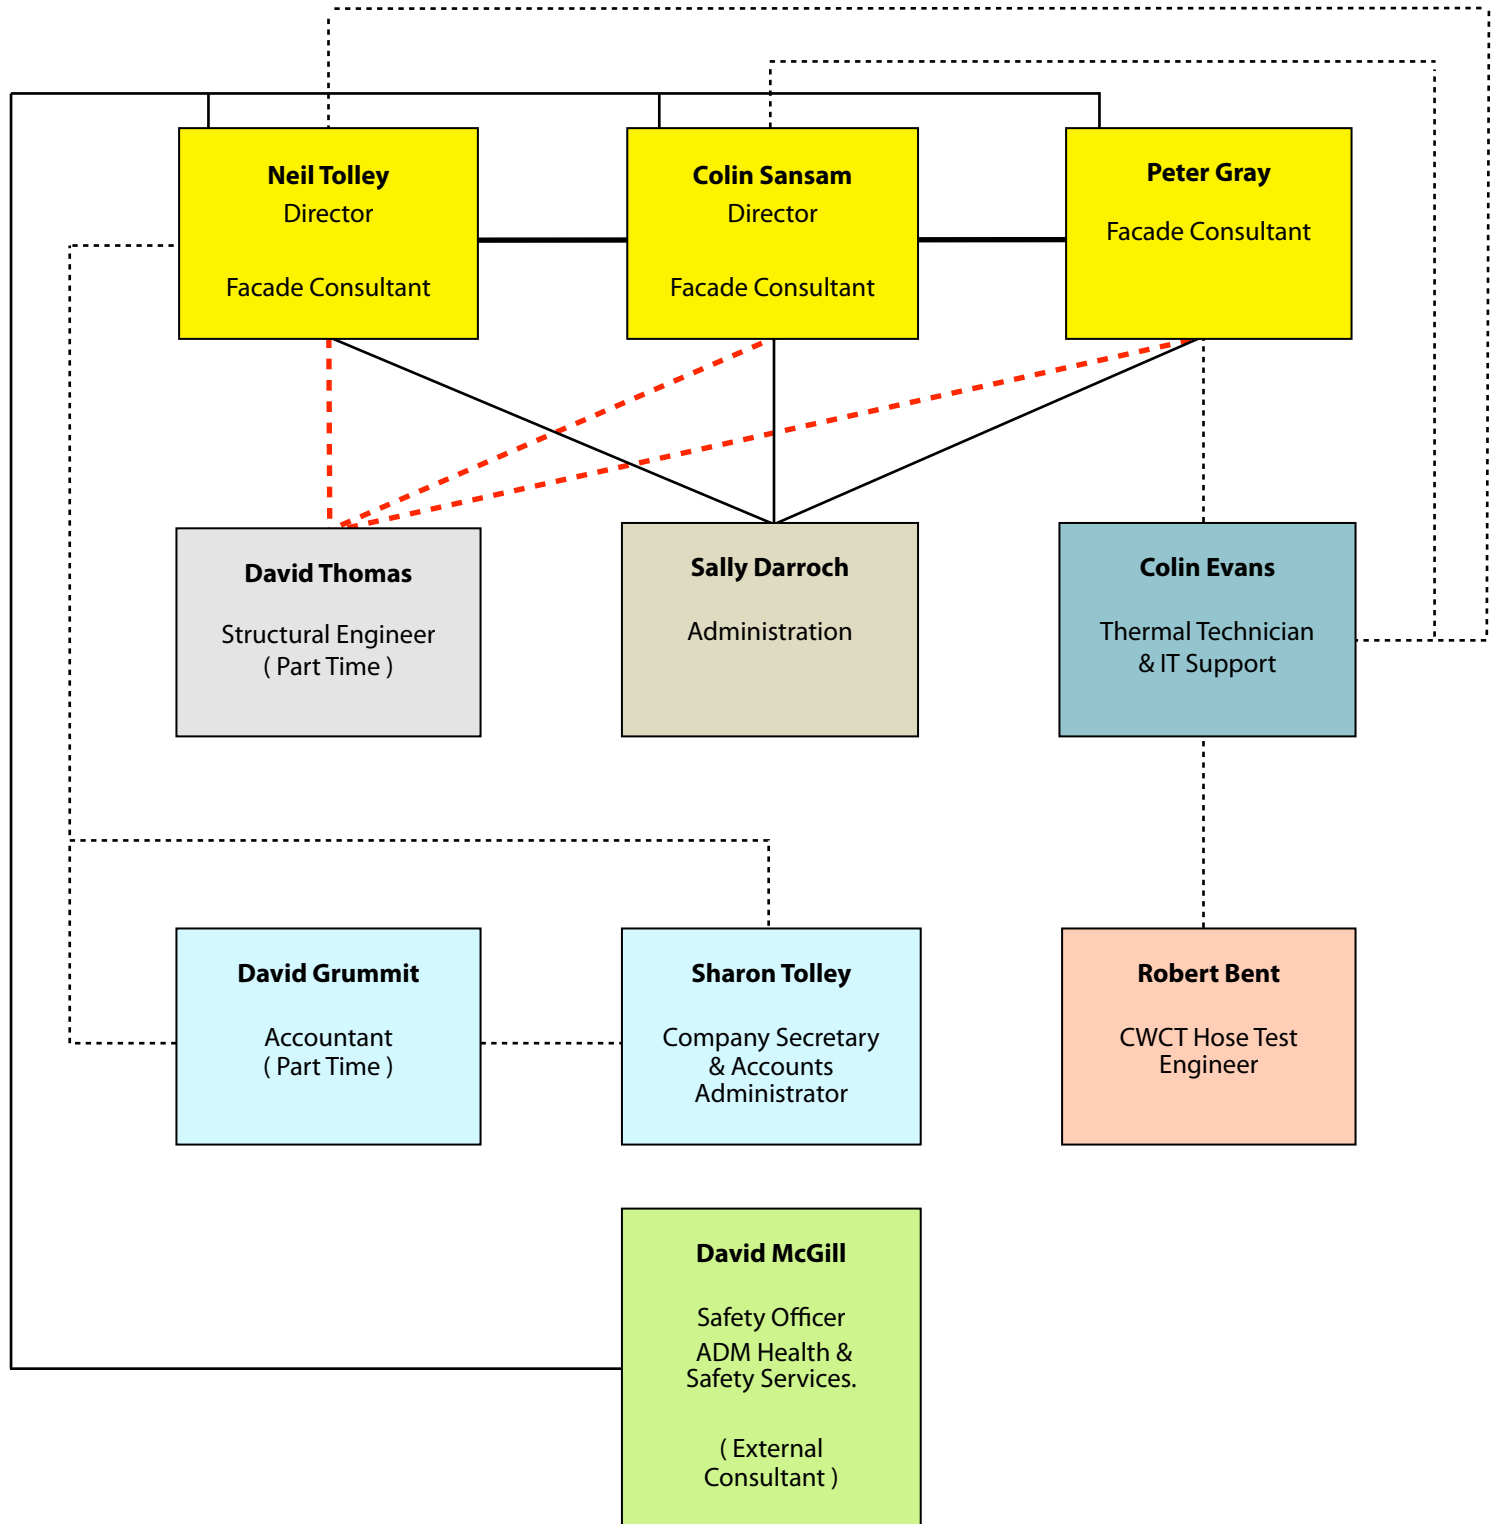 Neil Tolley
Director
Facade Consultant
Colin Sansam
Director
Facade Consultant
Peter Gray
Facade Consultant
David Thomas
Structural Engineer
( Part Time )
Sally Darroch
Administration
Colin Evans
Thermal Technician
& IT Support
David Grummit
Accountant
( Part Time )
Sharon Tolley
Company Secretary
& Accounts
Administrator
Robert Bent
CWCT Hose Test
Engineer
David McGill
Safety Officer
ADM Health &
Safety Services.
( External
Consultant )